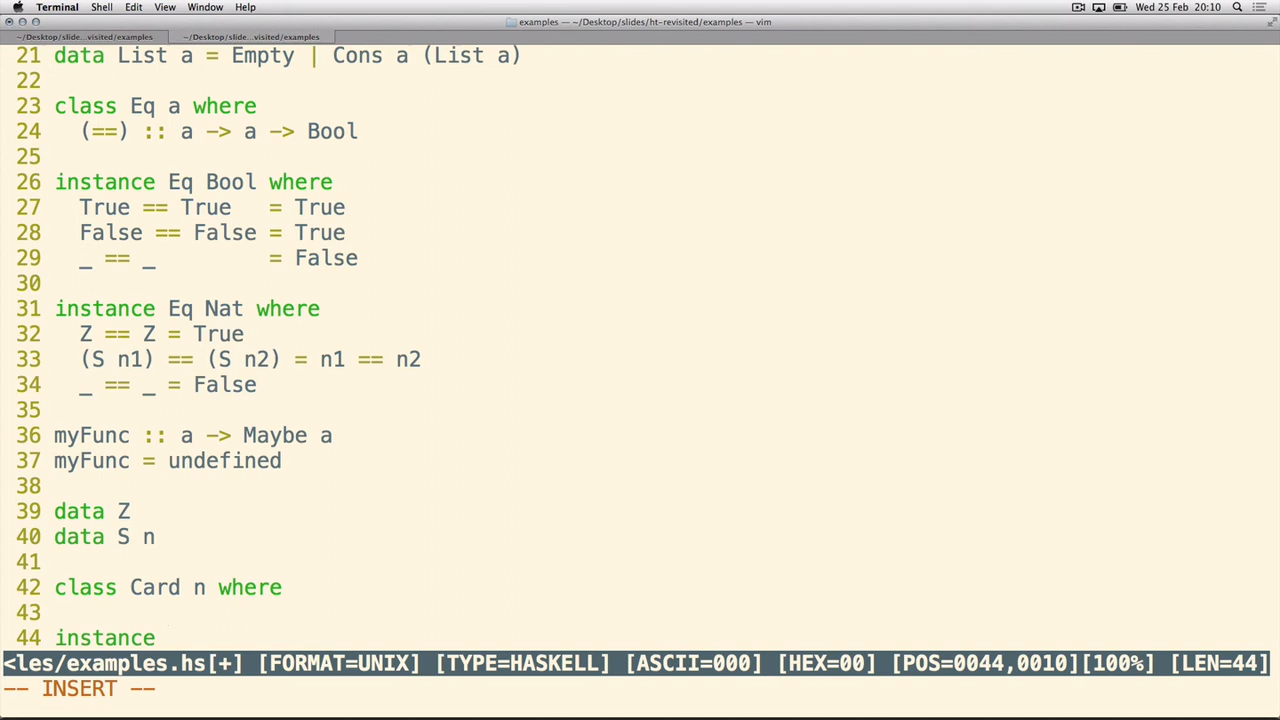 Terminal Shell Edit View Window Help Wed 25 Feb 20:10
examples — ~/Desktop/slides/ht-revisited/examples — vim
~/Desktop/slide...visited/examples ~/Desktop/slide...visited/examples
21 data List a = Empty | Cons a (List a)
22
23 class Eq a where
24   (==) :: a -> a -> Bool
25
26 instance Eq Bool where
27   True == True   = True
28   False == False = True
29   _ == _         = False
30
31 instance Eq Nat where
32   Z == Z = True
33   (S n1) == (S n2) = n1 == n2
34   _ == _ = False
35
36 myFunc :: a -> Maybe a
37 myFunc = undefined
38
39 data Z
40 data S n
41
42 class Card n where
43
44 instance
<les/examples.hs[+] [FORMAT=UNIX] [TYPE=HASKELL] [ASCII=000] [HEX=00] [POS=0044,0010][100%] [LEN=44]
-- INSERT --